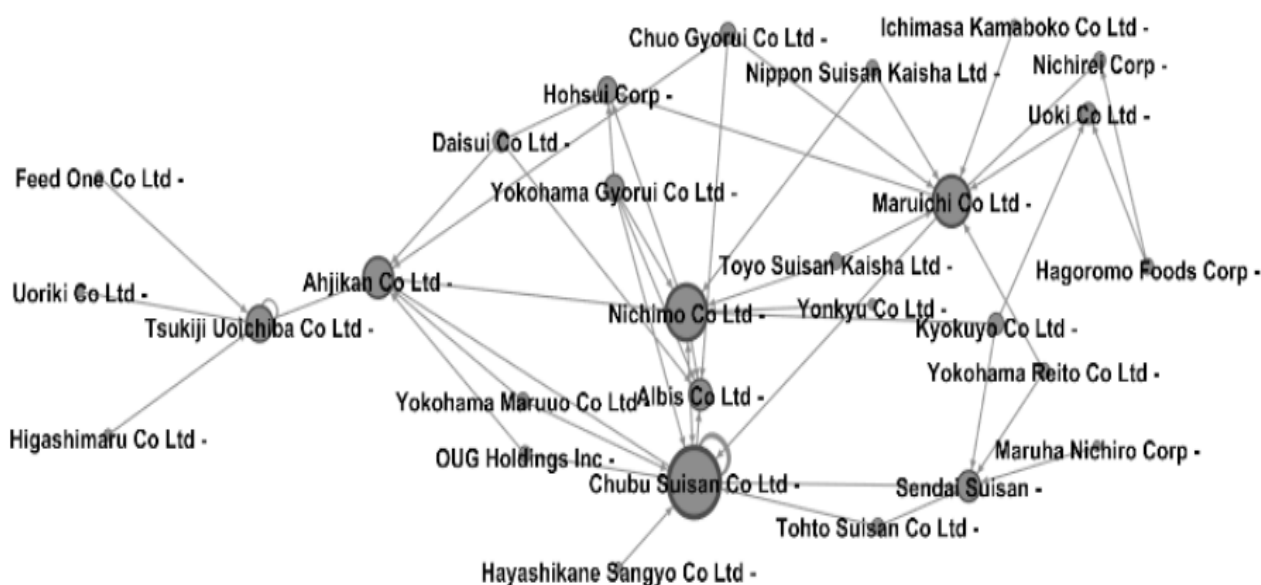 Ichimasa Kamaboko Co Ltd -
Chuo Gyorui Co Ltd -
Nichirei Corp -
Nippon Suisan Kaisha Ltd -
Hohsui Corp -
Uoki Co Ltd -
Daisui Co Ltd -
Feed One Co Ltd -
Yokohama Gyorui Co Ltd -
Maruichi Co Ltd -
Toyo Suisan Kaisha Ltd -
Hagoromo Foods Corp -
Ahjikan Co Ltd -
Uoriki Co Ltd -
Yonkyu Co Ltd -
Nichimo Co Ltd -
Tsukiji Uoichiba Co Ltd -
Kyokuyo Co Ltd -
Yokohama Reito Co Ltd -
Albis Co Ltd -
Yokohama Maruuo Co Ltd -
Higashimaru Co Ltd -
Maruha Nichiro Corp -
OUG Holdings Inc -
Chubu Suisan Co Ltd -
Sendai Suisan -
Tohto Suisan Co Ltd -
Hayashikane Sangyo Co Ltd -